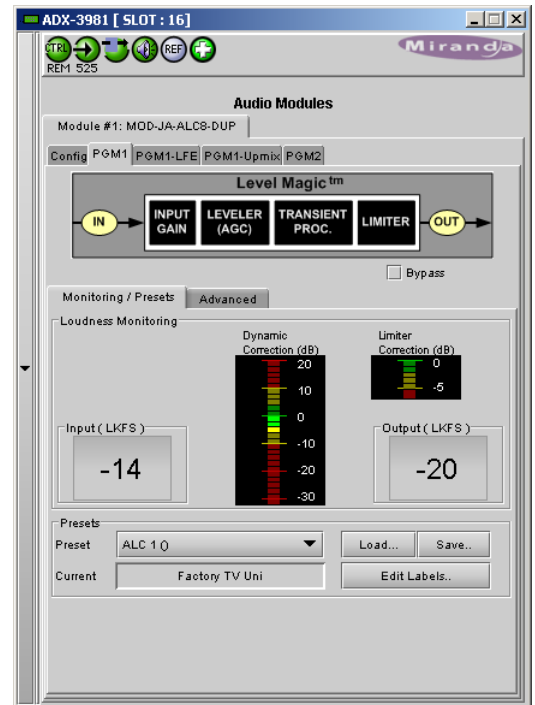 ADX-3981 [ SLOT : 16]
CTRL REF Miranda
REM 525
Audio Modules
Module #1: MOD-JA-ALC8-DUP
Config PGM1 PGM1-LFE PGM1-Upmix PGM2
Level Magic tm
IN INPUT GAIN LEVELER (AGC) TRANSIENT PROC. LIMITER OUT
Bypass
Monitoring / Presets Advanced
Loudness Monitoring
Dynamic Correction (dB)
20
10
0
-10
-20
-30
Limiter Correction (dB)
0
-5
Input ( LKFS )
-14
Output ( LKFS )
-20
Presets
Preset ALC 1 () Load... Save..
Current Factory TV Uni Edit Labels..